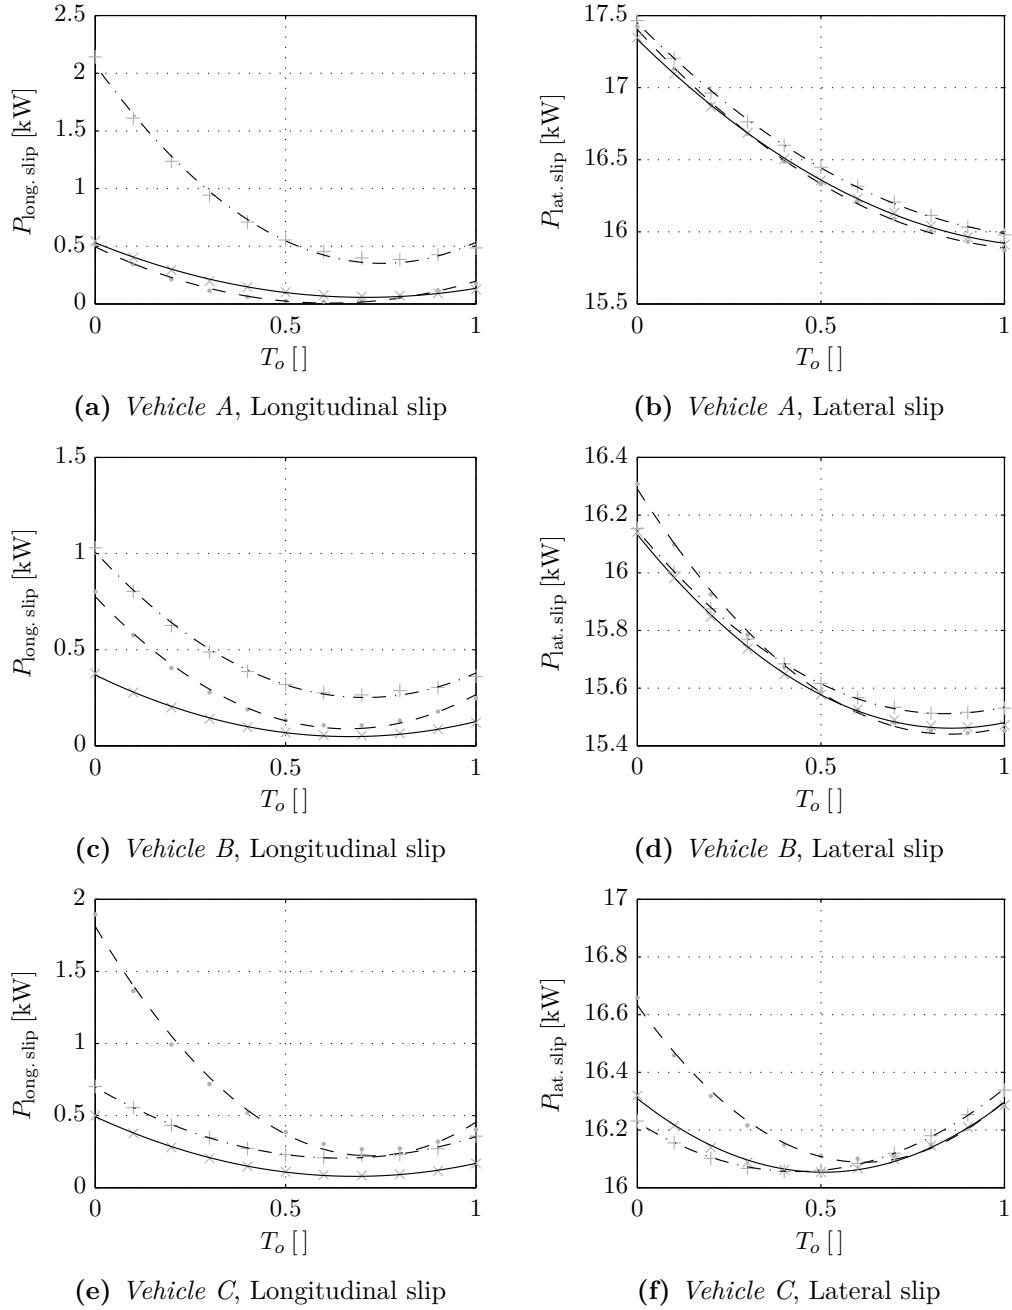 2.5
2
1.5
1
0.5
0
0 0.5 1
P_long. slip [kW]
T_o [ ]
(a) Vehicle A, Longitudinal slip
17.5
17
16.5
16
15.5
0 0.5 1
P_lat. slip [kW]
T_o [ ]
(b) Vehicle A, Lateral slip
1.5
1
0.5
0
0 0.5 1
P_long. slip [kW]
T_o [ ]
(c) Vehicle B, Longitudinal slip
16.4
16.2
16
15.8
15.6
15.4
0 0.5 1
P_lat. slip [kW]
T_o [ ]
(d) Vehicle B, Lateral slip
2
1.5
1
0.5
0
0 0.5 1
P_long. slip [kW]
T_o [ ]
(e) Vehicle C, Longitudinal slip
17
16.8
16.6
16.4
16.2
16
0 0.5 1
P_lat. slip [kW]
T_o [ ]
(f) Vehicle C, Lateral slip